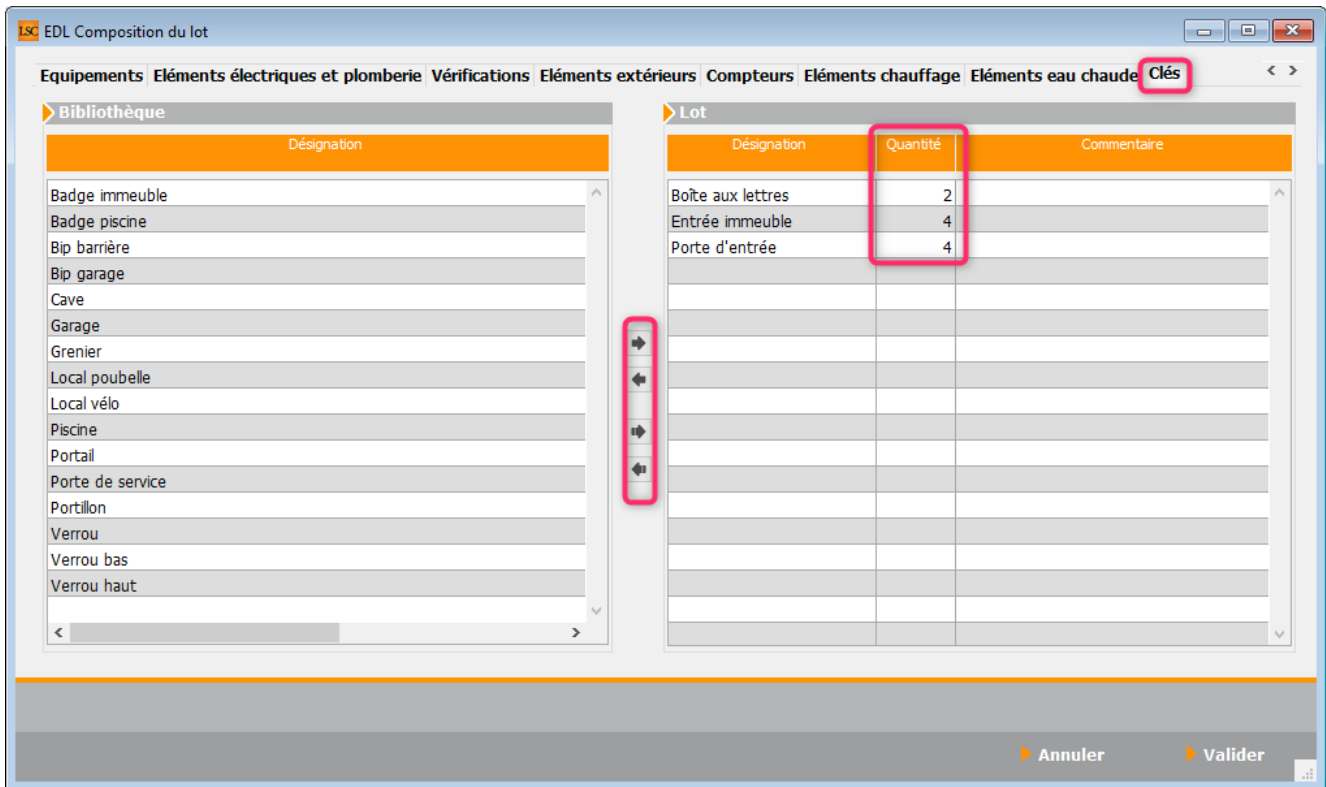 LSC EDL Composition du lot
Equipements Eléments électriques et plomberie Vérifications Eléments extérieurs Compteurs Eléments chauffage Eléments eau chaude Clés
Bibliothèque
Désignation
Badge immeuble
Badge piscine
Bip barrière
Bip garage
Cave
Garage
Grenier
Local poubelle
Local vélo
Piscine
Portail
Porte de service
Portillon
Verrou
Verrou bas
Verrou haut
Lot
Désignation Quantité Commentaire
Boîte aux lettres 2
Entrée immeuble 4
Porte d'entrée 4
Annuler Valider